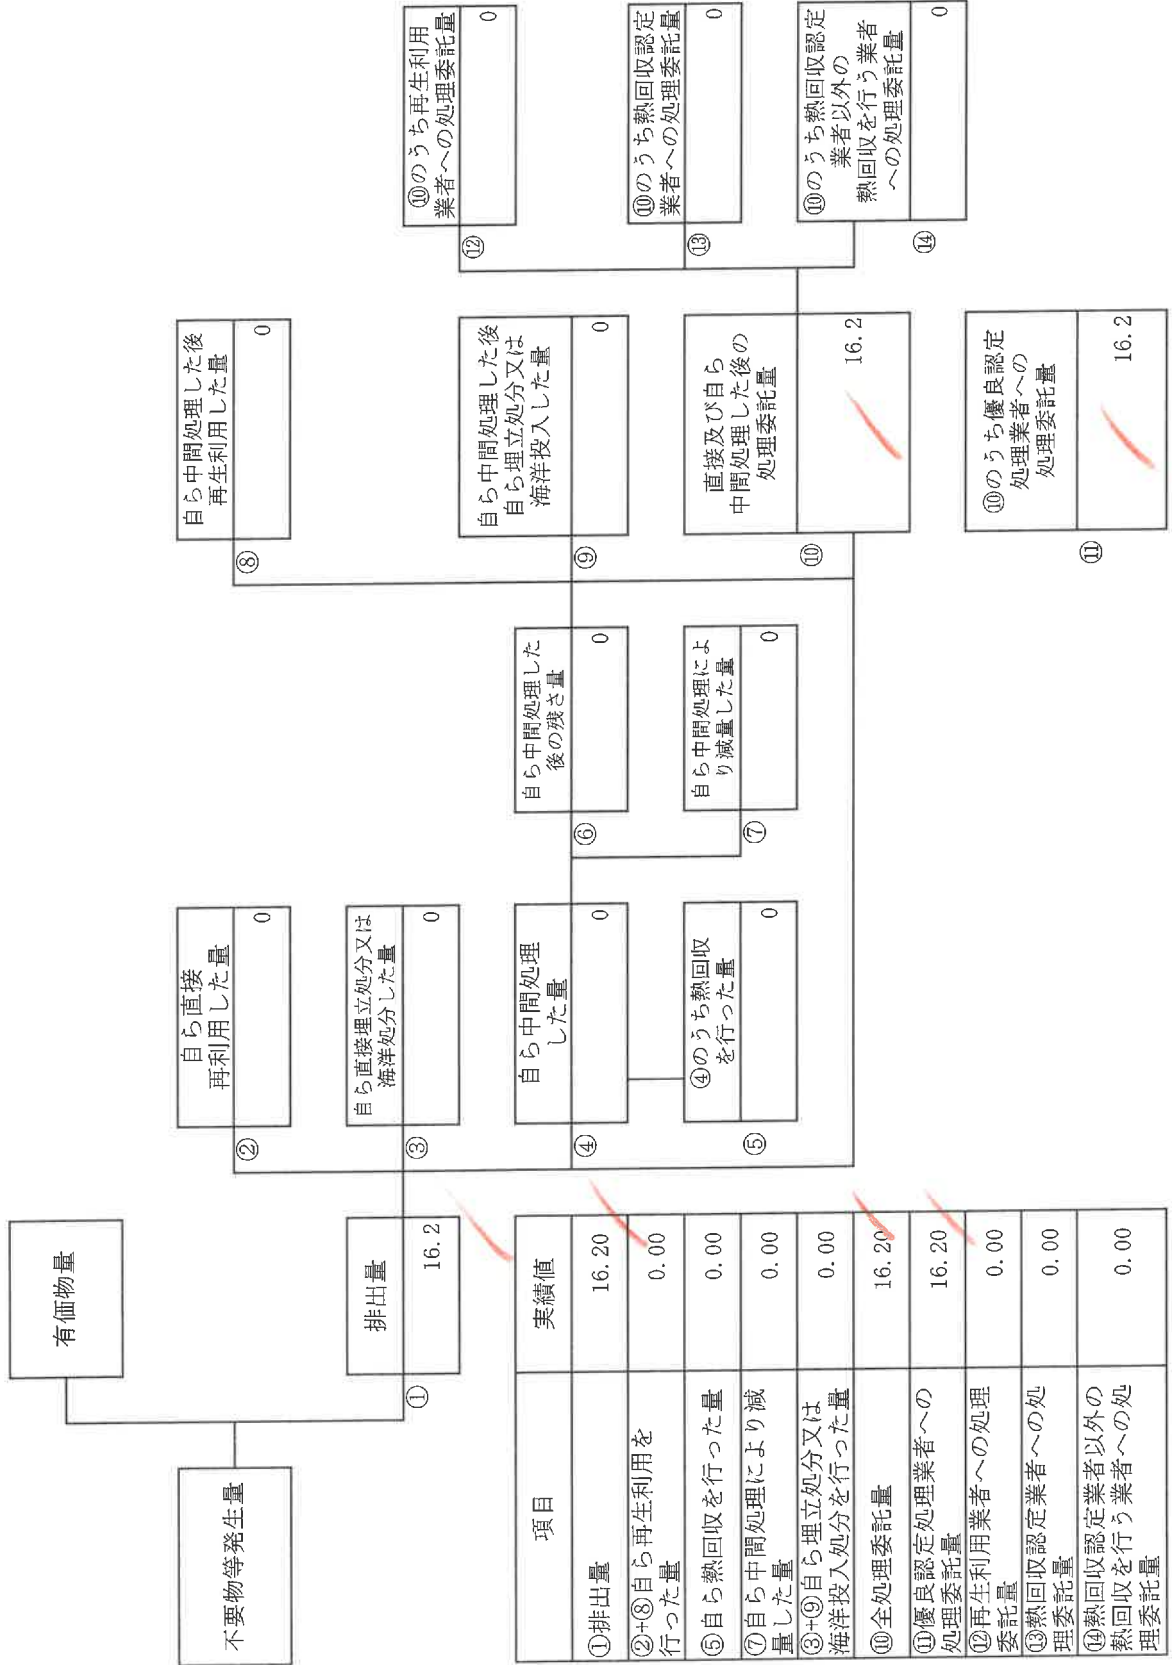 不要物等発生量
有価物量
①
排出量
16.2
②
自ら直接
再利用した量
0
③
自ら直接埋立処分又は
海洋処分した量
0
④
自ら中間処理
した量
0
⑤
④のうち熱回収
を行った量
0
⑥
自ら中間処理した
後の残さ量
0
⑦
自ら中間処理によ
り減量した量
0
⑧
自ら中間処理した後
再生利用した量
0
⑨
自ら中間処理した後
自ら埋立処分又は
海洋投入した量
0
⑩
直接及び自ら
中間処理した後の
処理委託量
16.2
⑪
⑩のうち優良認定
処理業者への
処理委託量
16.2
⑫
⑩のうち再生利用
業者への処理委託量
0
⑬
⑩のうち熱回収認定
業者への処理委託量
0
⑭
⑩のうち熱回収認定
業者以外の
熱回収を行う業者
への処理委託量
0
項目 実績値
①排出量 16.20
②+⑧自ら再生利用を
行った量 0.00
⑤自ら熱回収を行った量 0.00
⑦自ら中間処理により減
量した量 0.00
③+⑨自ら埋立処分又は
海洋投入処分を行った量 0.00
⑩全処理委託量 16.20
⑪優良認定処理業者への
処理委託量 16.20
⑫再生利用業者への処理
委託量 0.00
⑬熱回収認定業者への処
理委託量 0.00
⑭熱回収認定業者以外の
熱回収を行う業者への処
理委託量 0.00